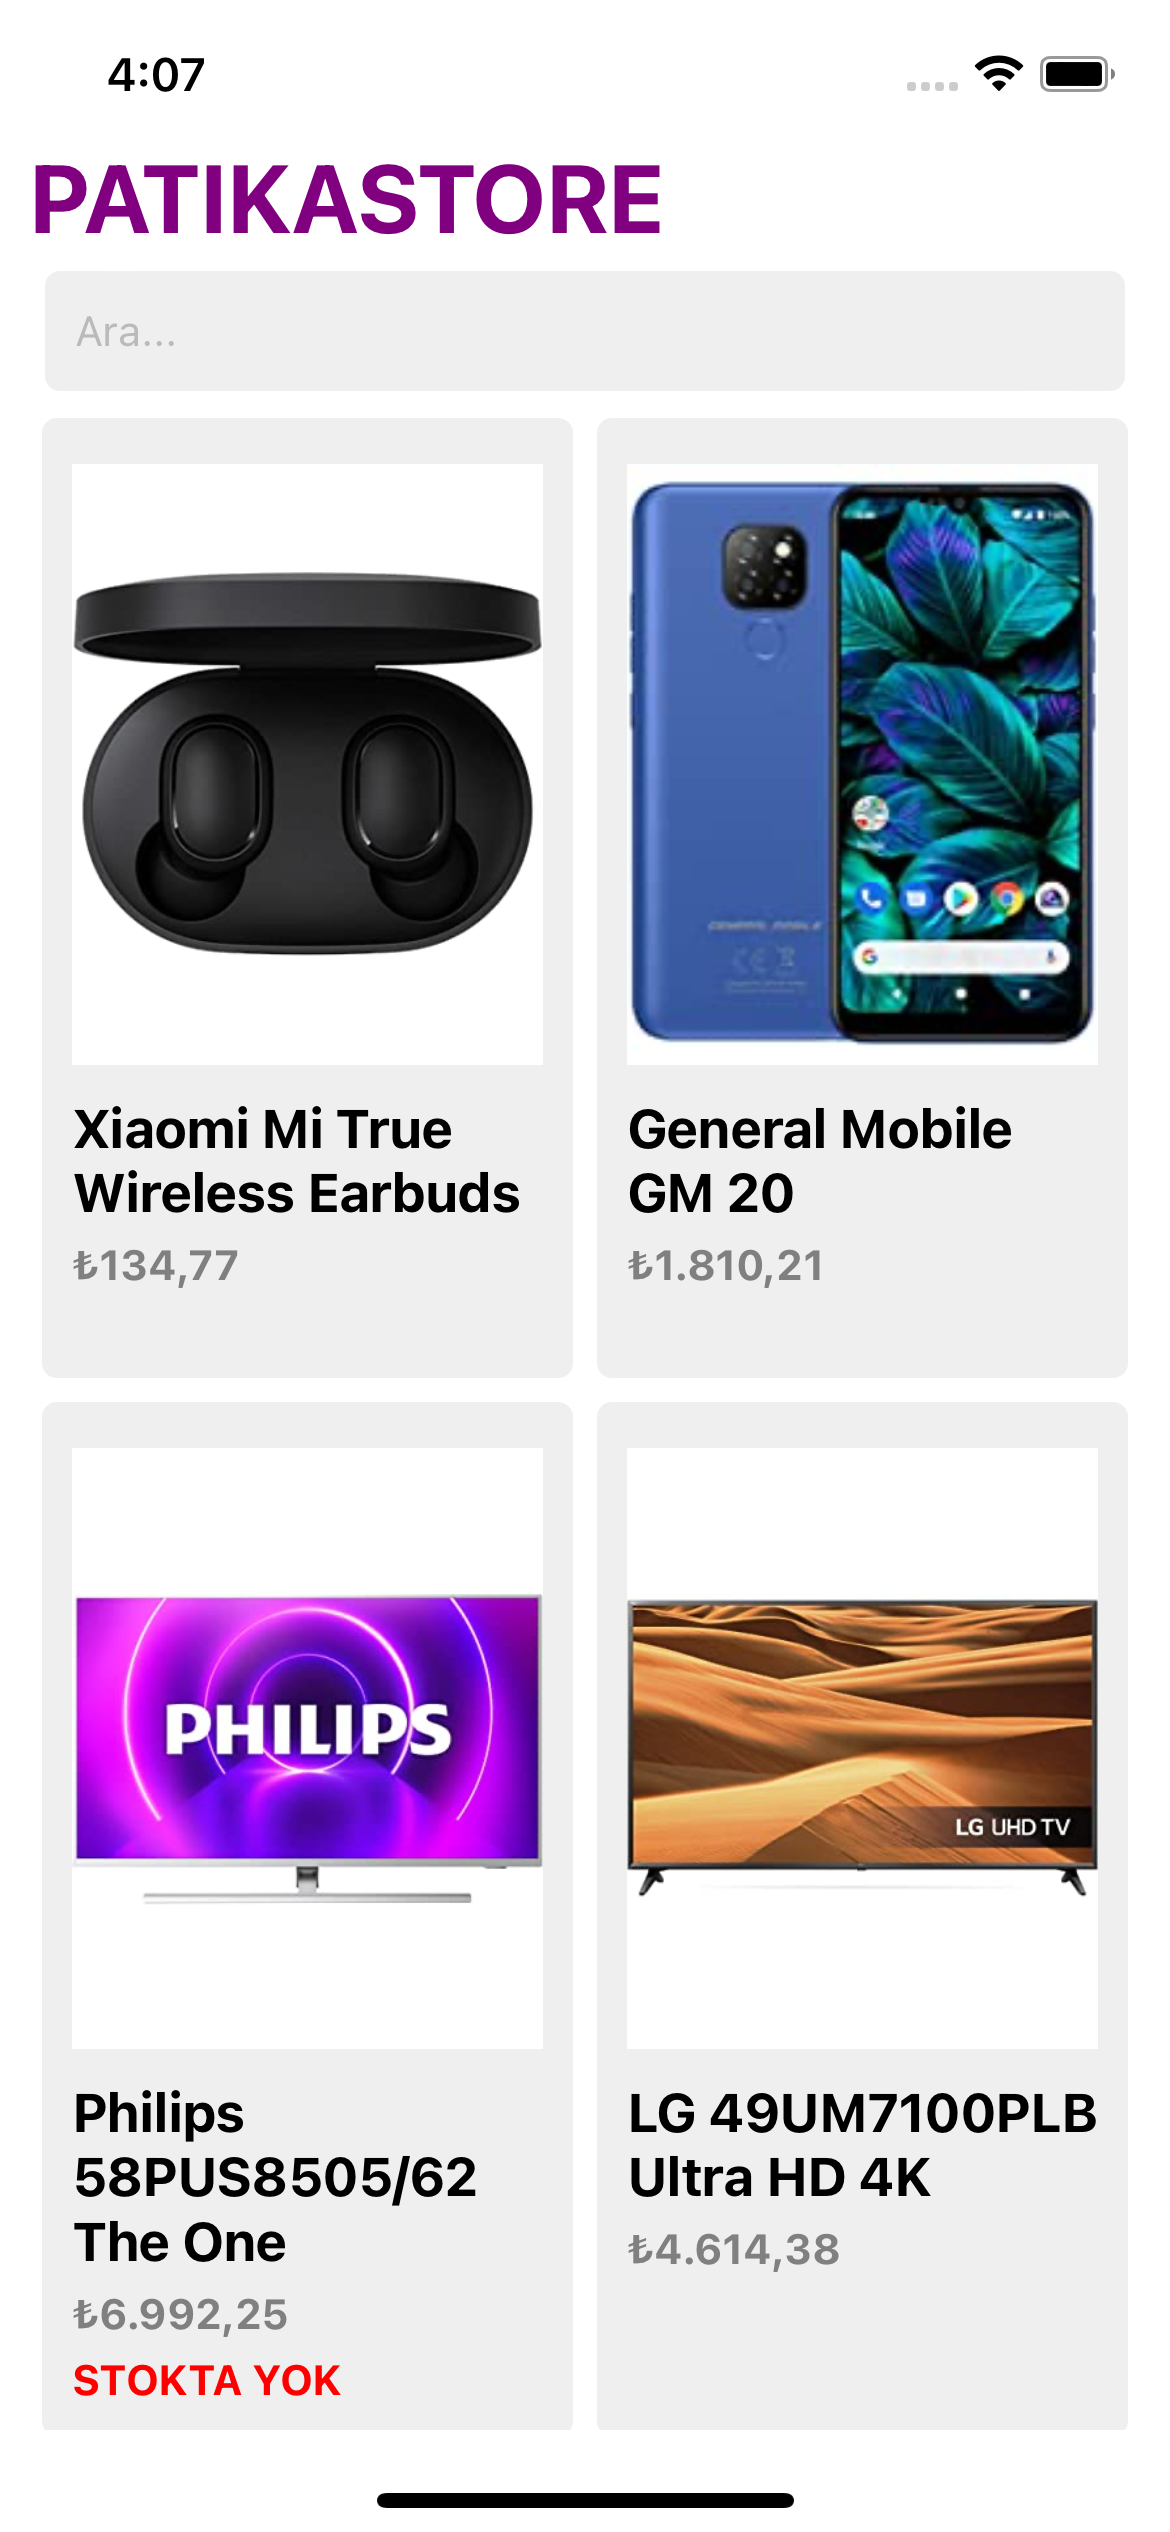 4:07
PATIKASTORE
Ara...
Xiaomi Mi True
Wireless Earbuds
₺134,77
General Mobile
GM 20
₺1.810,21
PHILIPS
LG UHD TV
Philips
58PUS8505/62
The One
₺6.992,25
STOKTA YOK
LG 49UM7100PLB
Ultra HD 4K
₺4.614,38